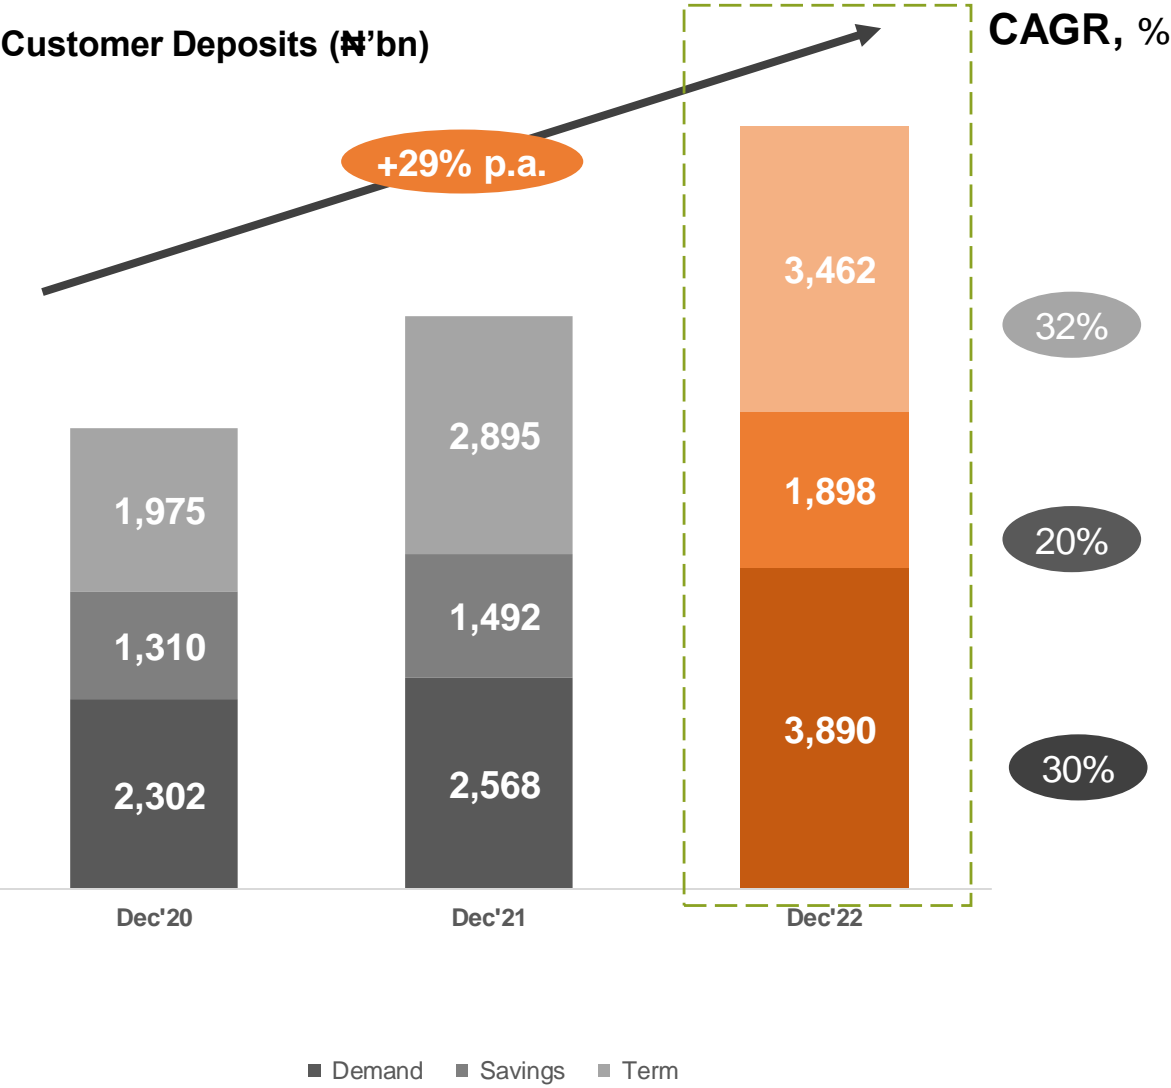 Customer Deposits (₦'bn)
CAGR, %
+29% p.a.
3,462
32%
2,895
1,975
1,898
20%
1,492
1,310
3,890
30%
2,568
2,302
Dec'20 Dec'21 Dec'22
Demand Savings Term